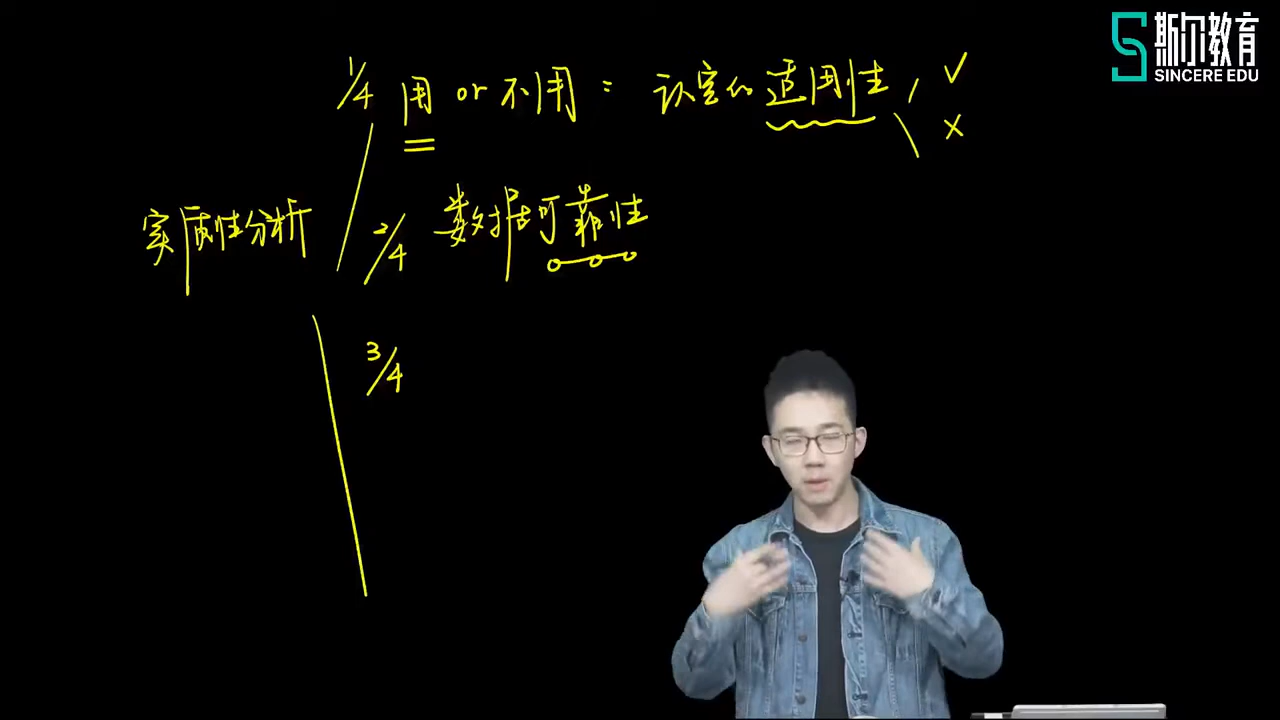 斯尔教育
SINCERE EDU
1/4 用 or 不用 : 认定的适用性 ✓
×
实质性分析
2/4 数据可靠性
3/4